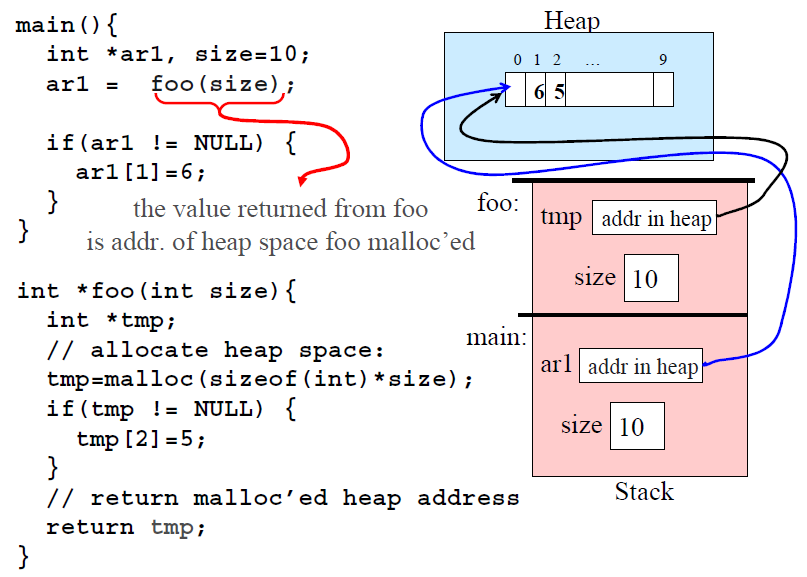 main(){
int *ar1, size=10;
ar1 = foo(size);
if(ar1 != NULL) {
ar1[1]=6;
}
}
the value returned from foo
is addr. of heap space foo malloc’ed
int *foo(int size){
int *tmp;
// allocate heap space:
tmp=malloc(sizeof(int)*size);
if(tmp != NULL) {
tmp[2]=5;
}
// return malloc’ed heap address
return tmp;
}
Heap
0 1 2 … 9
6 5
foo:
tmp addr in heap
size 10
main:
ar1 addr in heap
size 10
Stack